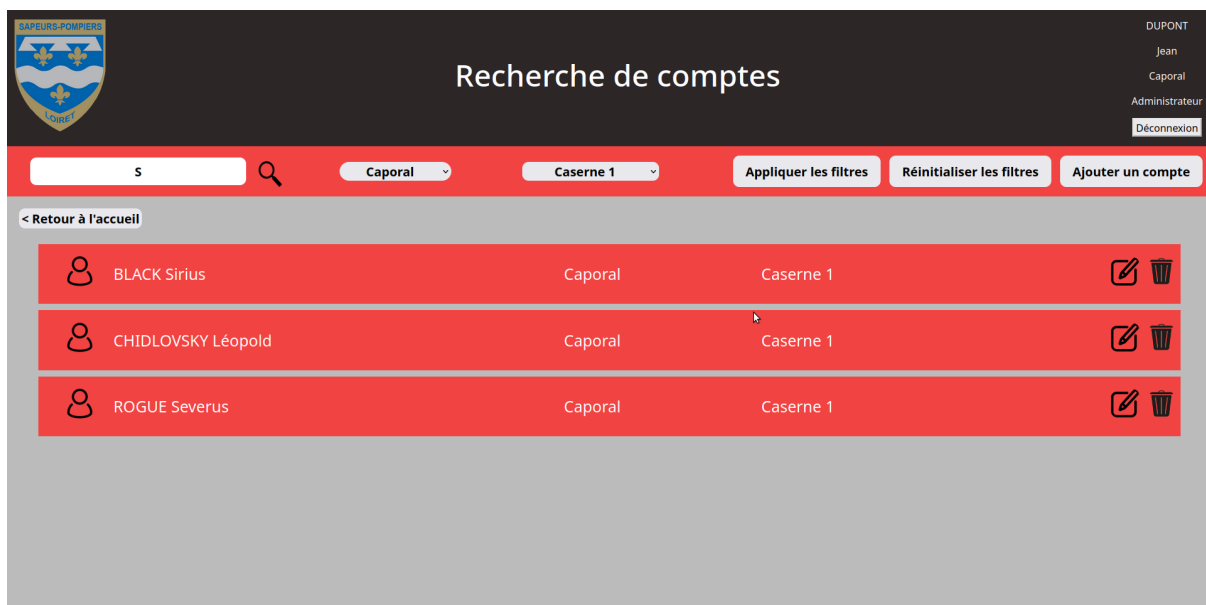 SAPEURS-POMPIERS
LOIRET
Recherche de comptes
DUPONT
Jean
Caporal
Administrateur
Déconnexion
S
Caporal
Caserne 1
Appliquer les filtres
Réinitialiser les filtres
Ajouter un compte
< Retour à l'accueil
BLACK Sirius Caporal Caserne 1
CHIDLOVSKY Léopold Caporal Caserne 1
ROGUE Severus Caporal Caserne 1